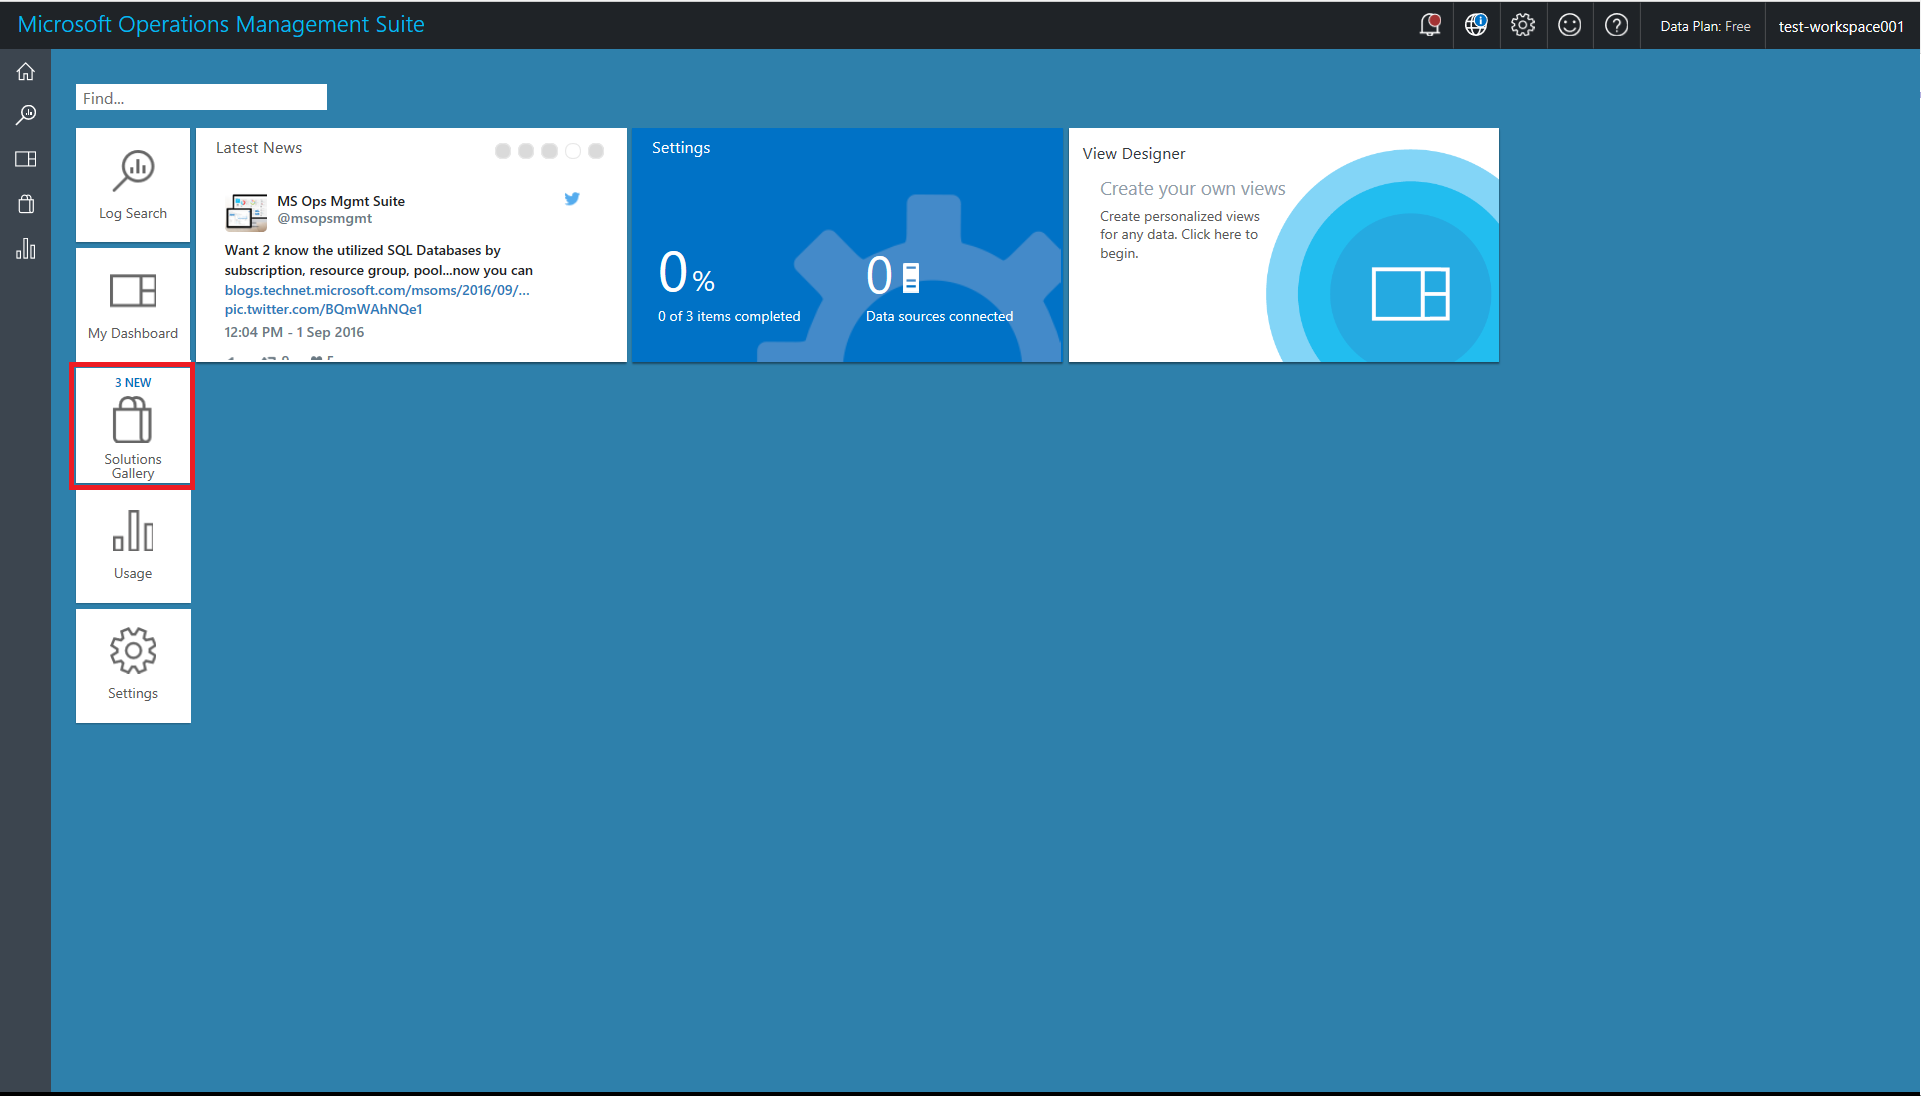 Microsoft Operations Management Suite
Data Plan: Free
test-workspace001
Find...
Log Search
My Dashboard
3 NEW
Solutions
Gallery
Usage
Settings
Latest News
MS Ops Mgmt Suite
@msopsmgmt
Want 2 know the utilized SQL Databases by
subscription, resource group, pool...now you can
blogs.technet.microsoft.com/msoms/2016/09/...
pic.twitter.com/BQmWAhNQe1
12:04 PM - 1 Sep 2016
Settings
0 %
0 of 3 items completed
0
Data sources connected
View Designer
Create your own views
Create personalized views
for any data. Click here to
begin.